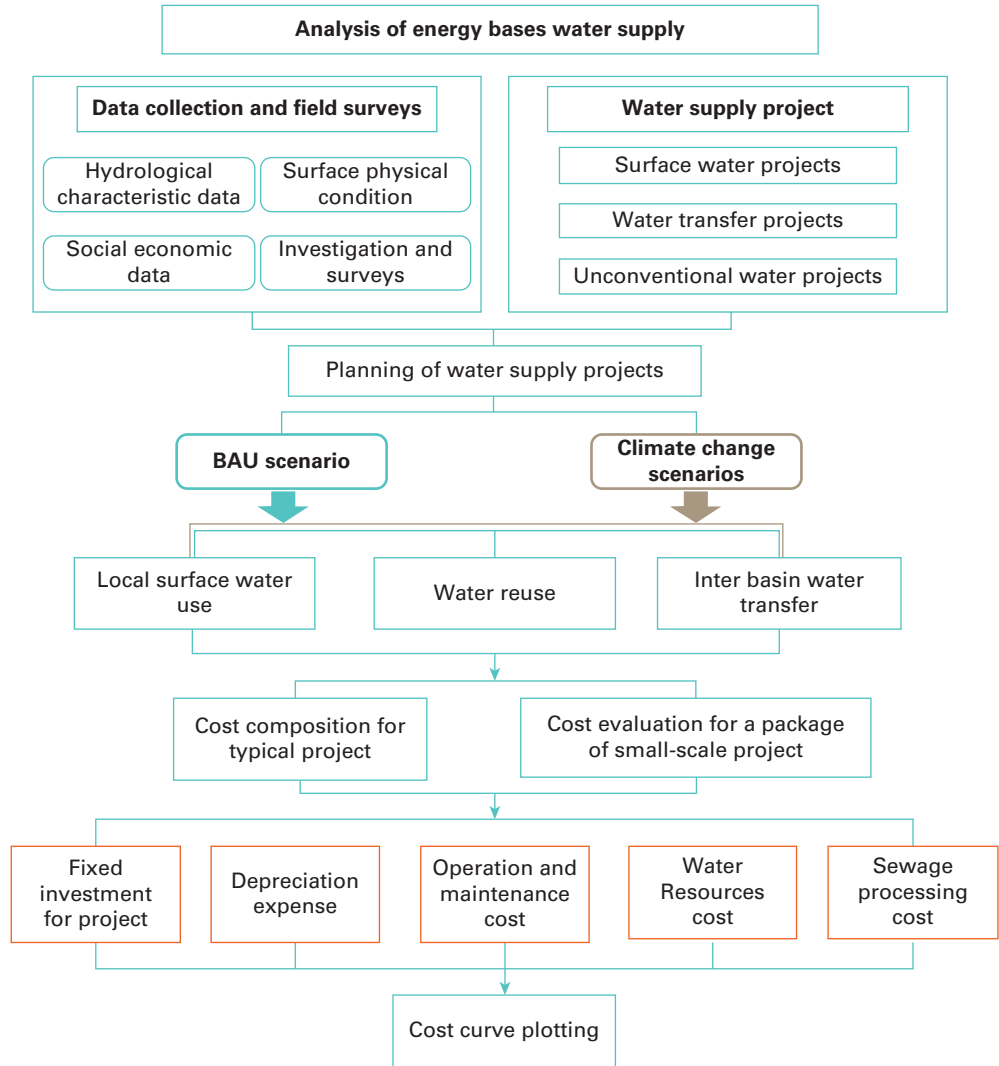 Analysis of energy bases water supply
Data collection and field surveys
Hydrological
characteristic data
Surface physical
condition
Social economic
data
Investigation and
surveys
Water supply project
Surface water projects
Water transfer projects
Unconventional water projects
Planning of water supply projects
BAU scenario
Climate change
scenarios
Local surface water
use
Water reuse
Inter basin water
transfer
Cost composition for
typical project
Cost evaluation for a package
of small-scale project
Fixed
investment
for project
Depreciation
expense
Operation and
maintenance
cost
Water
Resources
cost
Sewage
processing
cost
Cost curve plotting